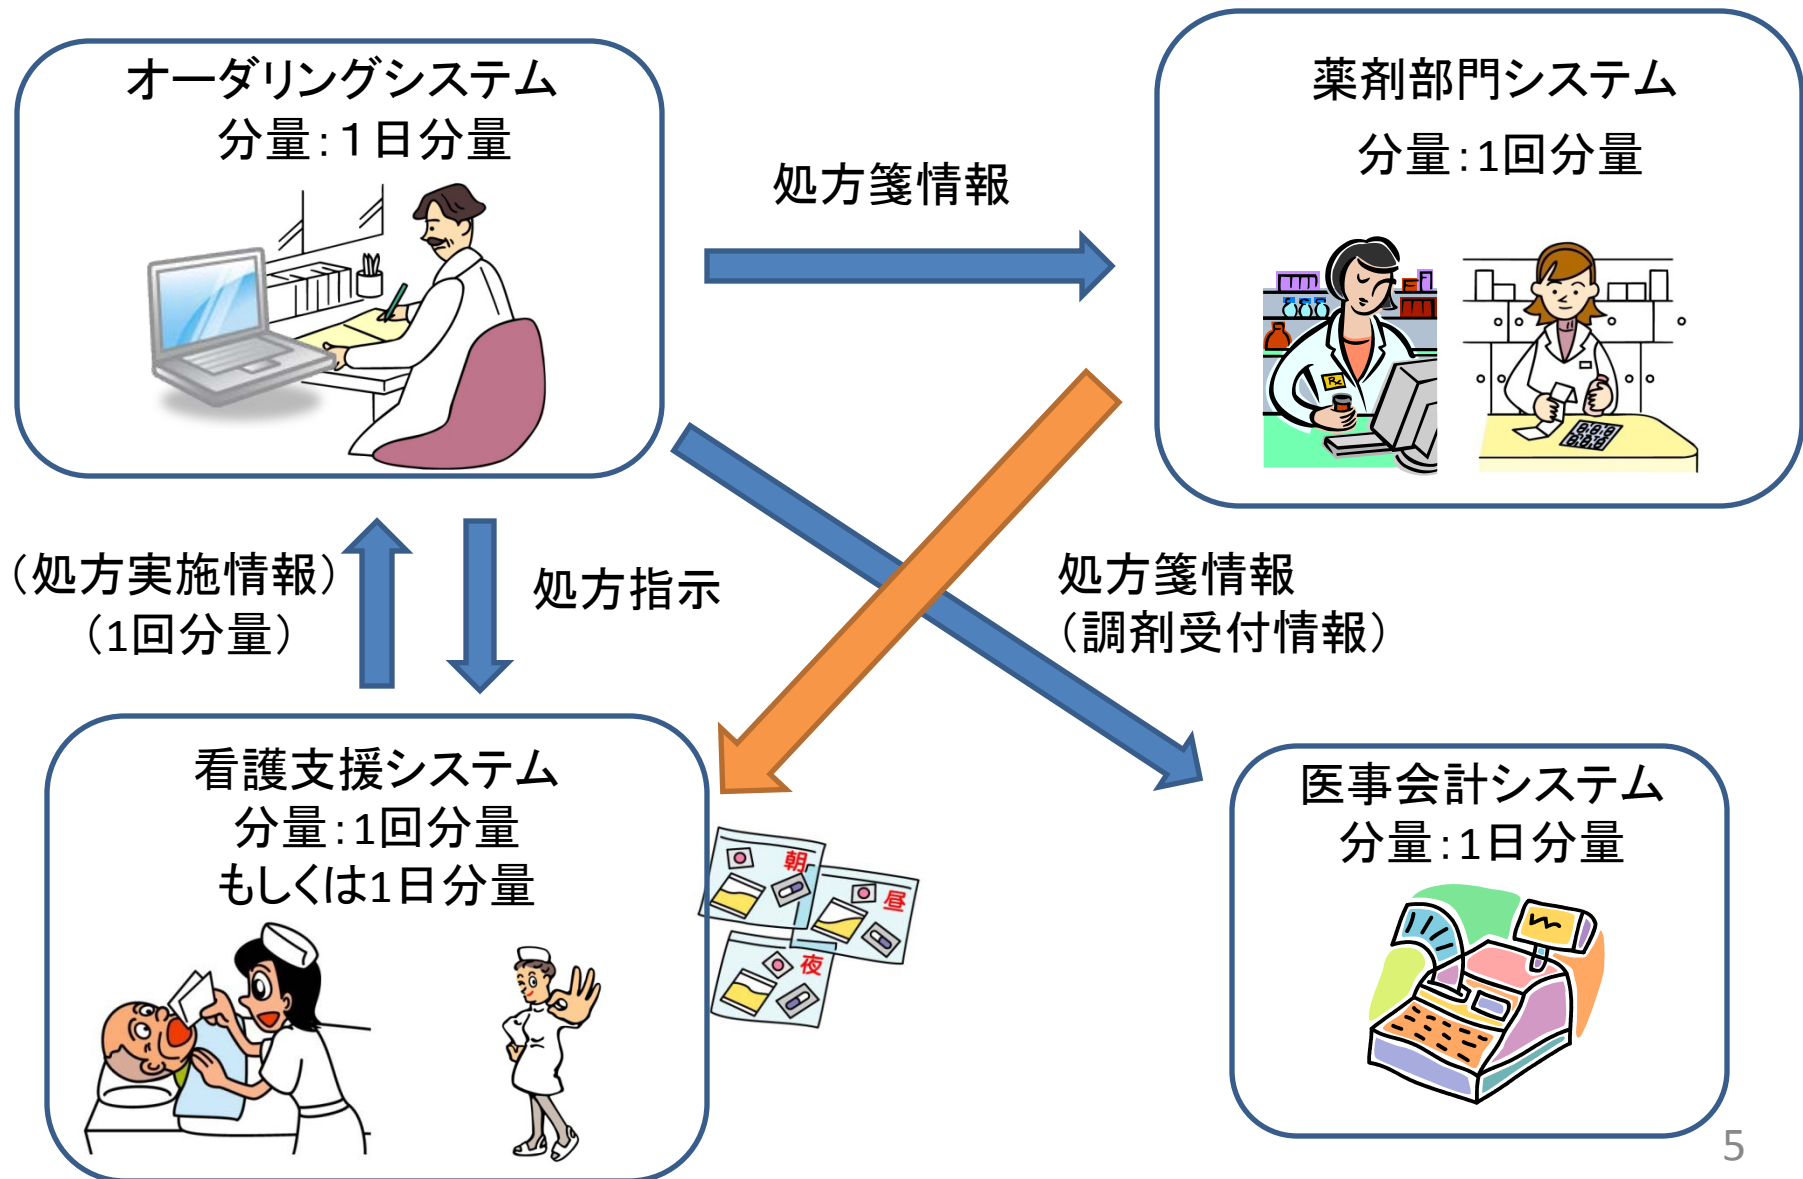 オーダリングシステム
分量:１日分量
薬剤部門システム
分量:1回分量
処方箋情報
（処方実施情報）
（1回分量）
処方指示
処方箋情報
（調剤受付情報）
看護支援システム
分量:1回分量
もしくは1日分量
朝
昼
夜
医事会計システム
分量:1日分量
5